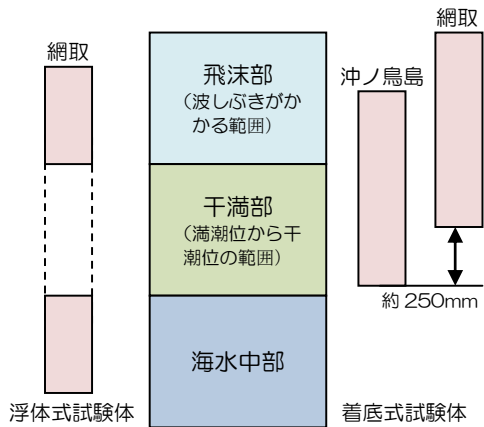 網取
網取
飛沫部
（波しぶきがか
かる範囲）
沖ノ鳥島
干満部
（満潮位から干
潮位の範囲）
約 250mm
海水中部
浮体式試験体
着底式試験体